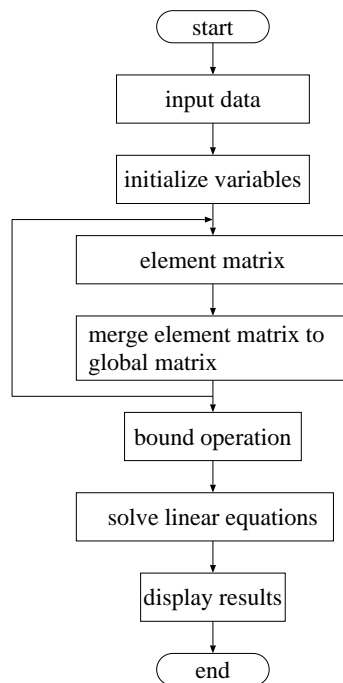 start
input data
initialize variables
element matrix
merge element matrix to
global matrix
bound operation
solve linear equations
display results
end